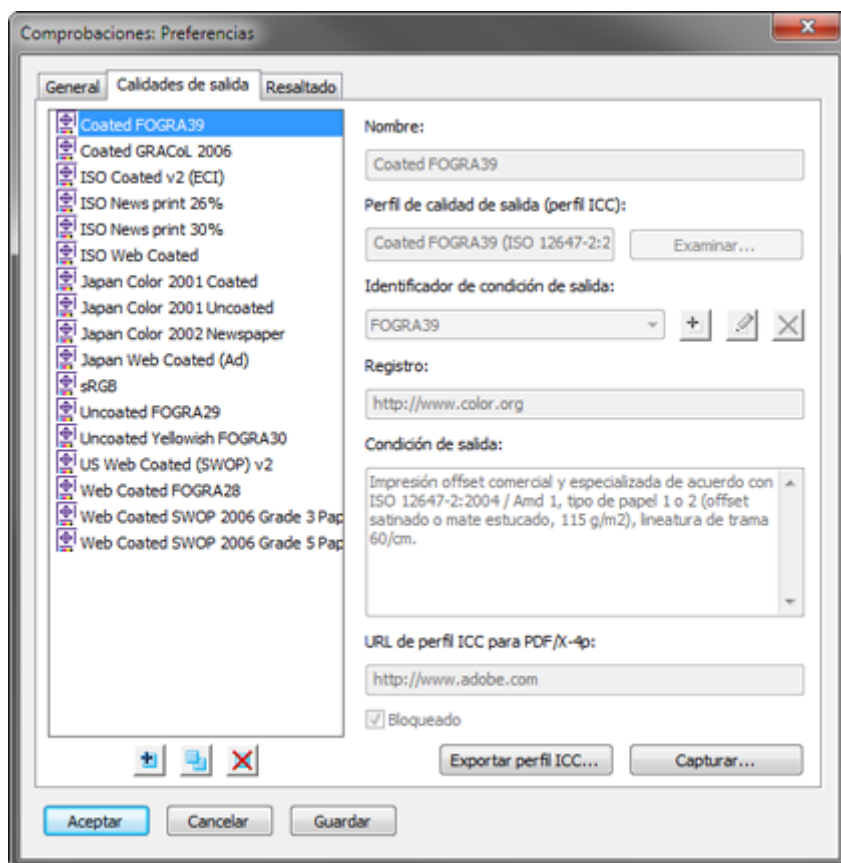 Comprobaciones: Preferencias
General Calidades de salida Resaltado
Coated FOGRA39
Coated GRACoL 2006
ISO Coated v2 (ECI)
ISO News print 26%
ISO News print 30%
ISO Web Coated
Japan Color 2001 Coated
Japan Color 2001 Uncoated
Japan Color 2002 Newspaper
Japan Web Coated (Ad)
sRGB
Uncoated FOGRA29
Uncoated Yellowish FOGRA30
US Web Coated (SWOP) v2
Web Coated FOGRA28
Web Coated SWOP 2006 Grade 3 Pap
Web Coated SWOP 2006 Grade 5 Pap
Nombre:
Coated FOGRA39
Perfil de calidad de salida (perfil ICC):
Coated FOGRA39 (ISO 12647-2:2
Examinar...
Identificador de condición de salida:
FOGRA39
Registro:
http://www.color.org
Condición de salida:
Impresión offset comercial y especializada de acuerdo con
ISO 12647-2:2004 / Amd 1, tipo de papel 1 o 2 (offset
satinado o mate estucado, 115 g/m2), lineatura de trama
60/cm.
URL de perfil ICC para PDF/X-4p:
http://www.adobe.com
Bloqueado
Exportar perfil ICC... Capturar...
Aceptar Cancelar Guardar